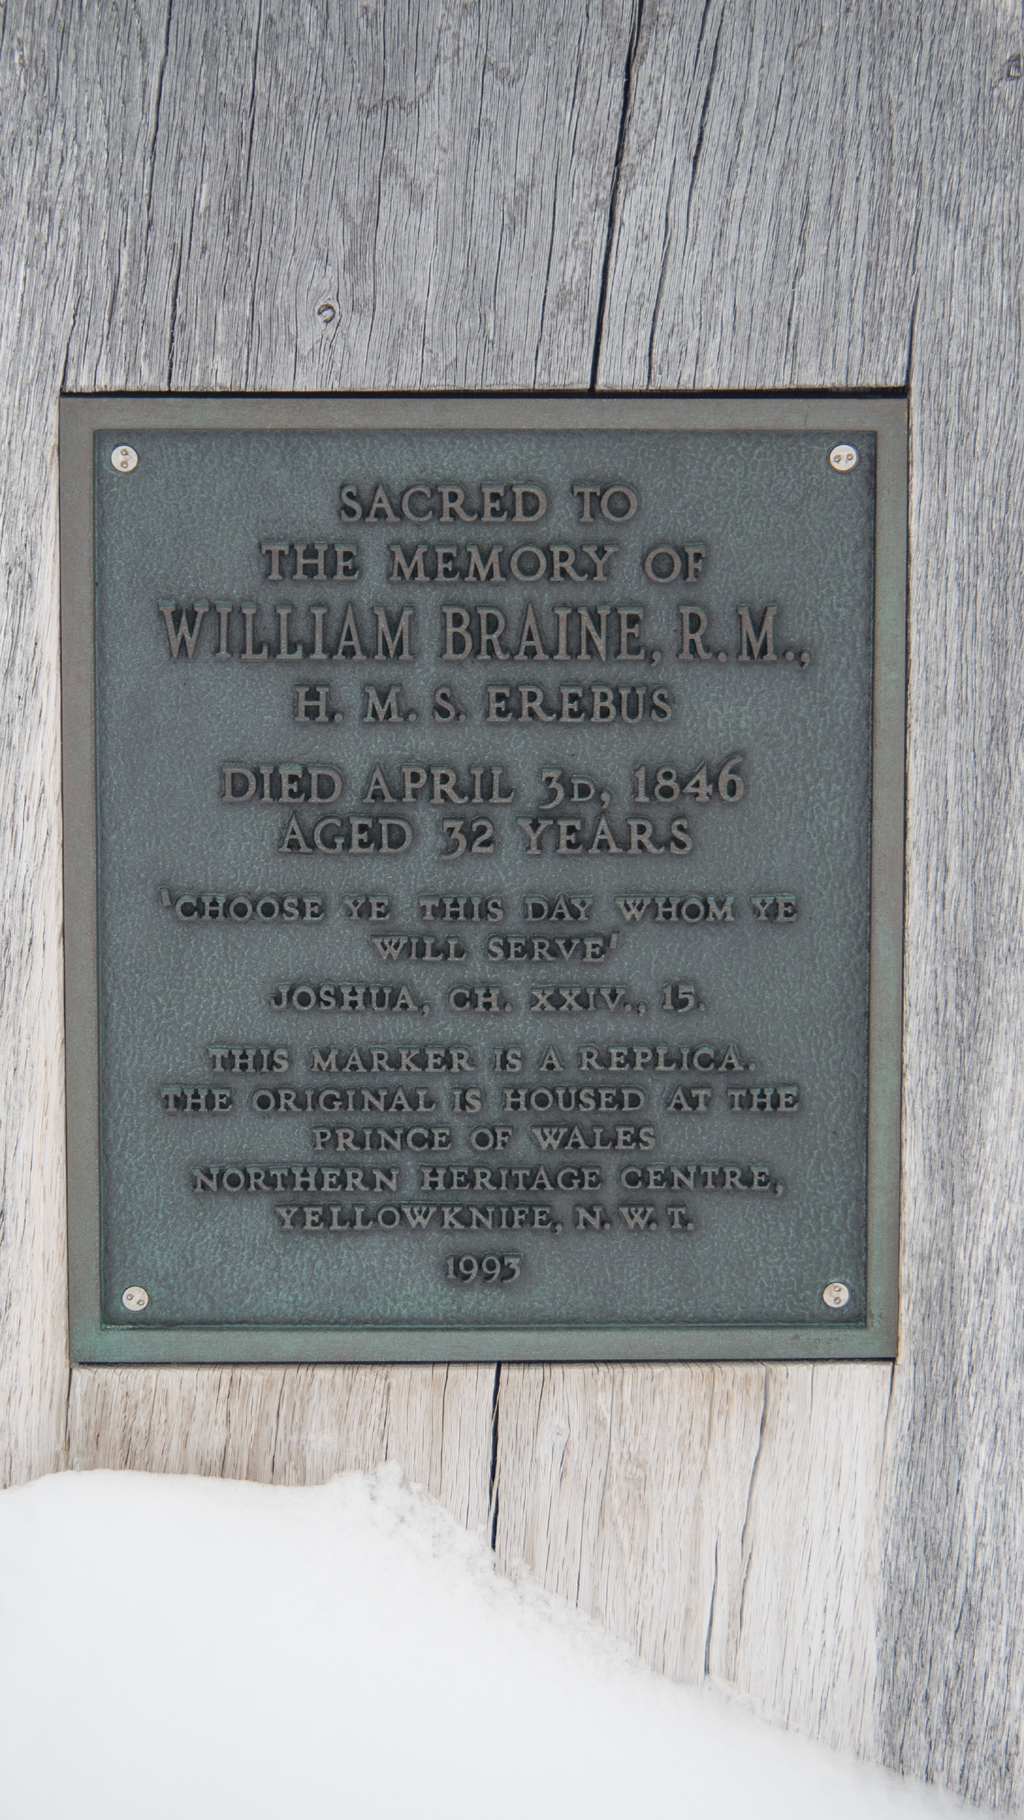 SACRED TO
THE MEMORY OF
WILLIAM BRAINE, R.M.,
H. M. S. EREBUS
DIED APRIL 3D, 1846
AGED 32 YEARS
'CHOOSE YE THIS DAY WHOM YE
WILL SERVE'
JOSHUA, CH. XXIV., 15.
THIS MARKER IS A REPLICA.
THE ORIGINAL IS HOUSED AT THE
PRINCE OF WALES
NORTHERN HERITAGE CENTRE,
YELLOWKNIFE, N. W. T.
1993